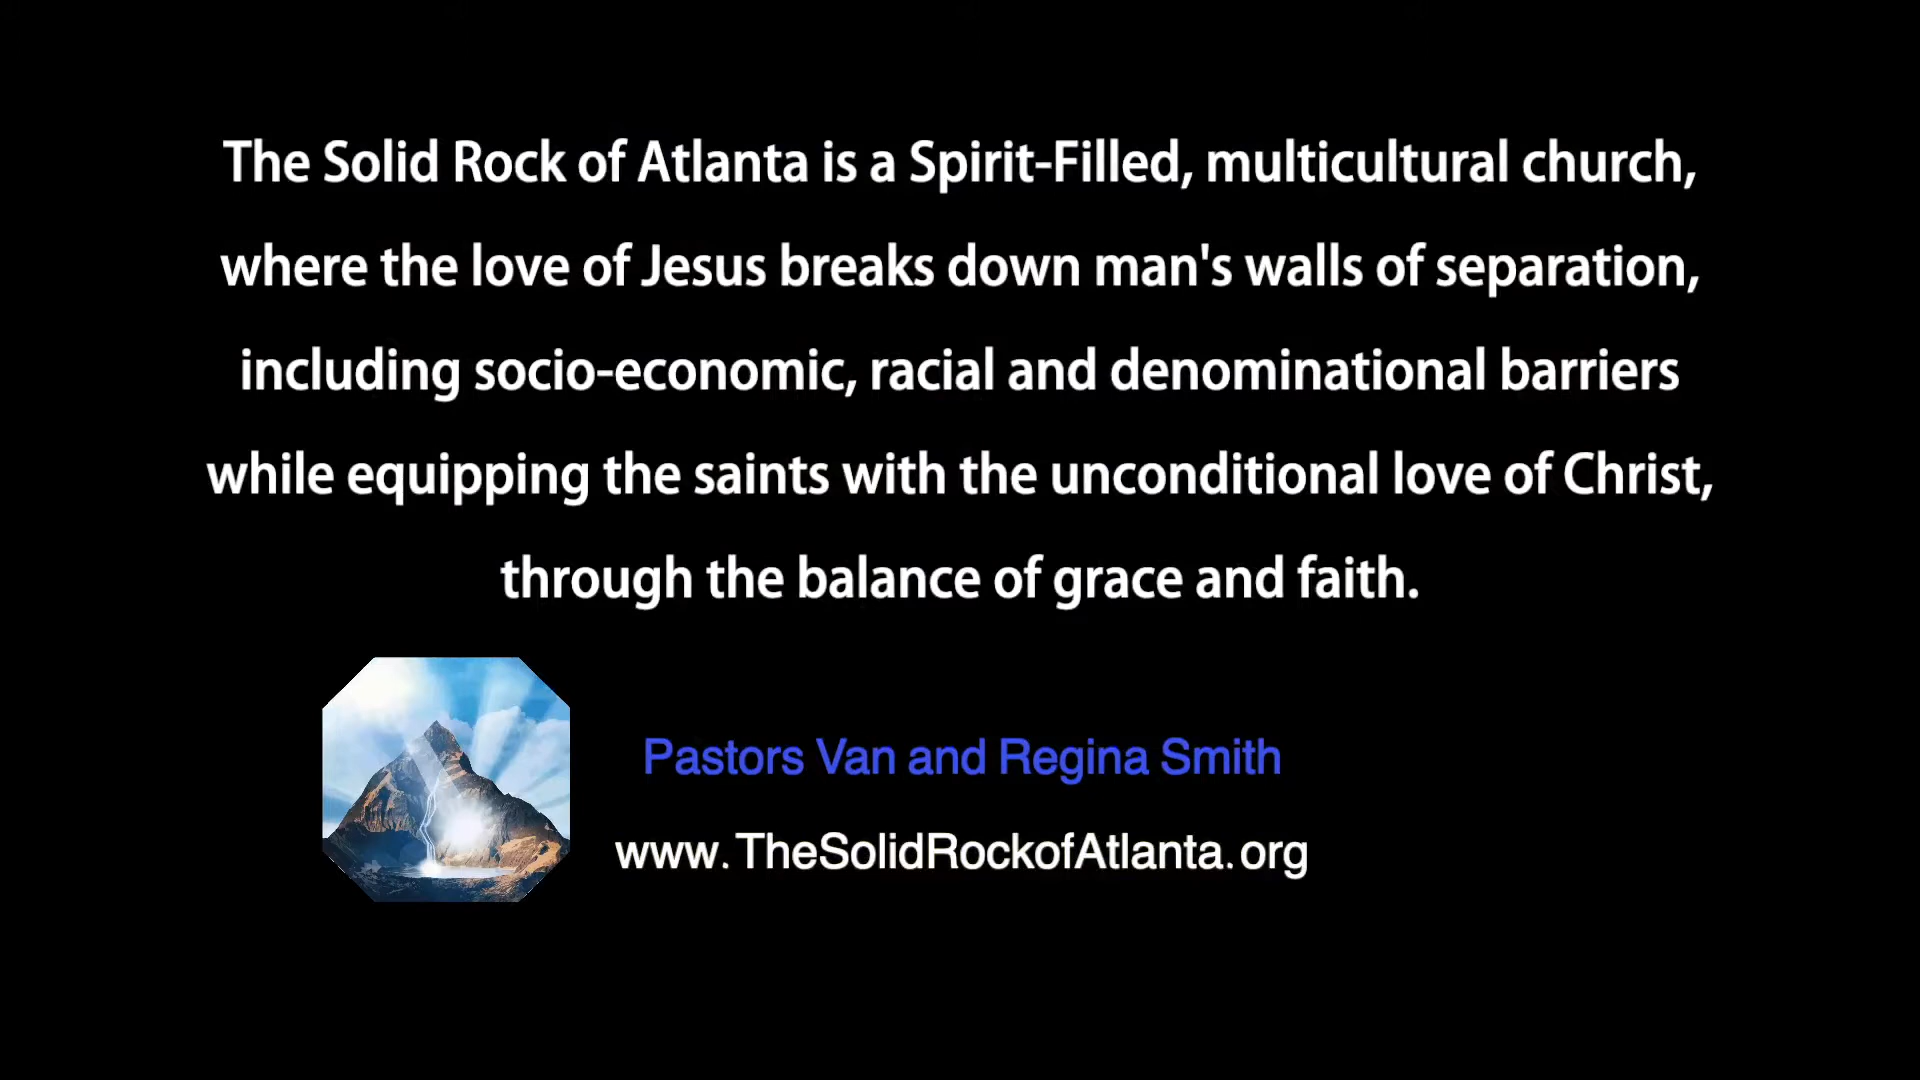 The Solid Rock of Atlanta is a Spirit-Filled, multicultural church,
where the love of Jesus breaks down man's walls of separation,
including socio-economic, racial and denominational barriers
while equipping the saints with the unconditional love of Christ,
through the balance of grace and faith.
Pastors Van and Regina Smith
www.TheSolidRockofAtlanta.org